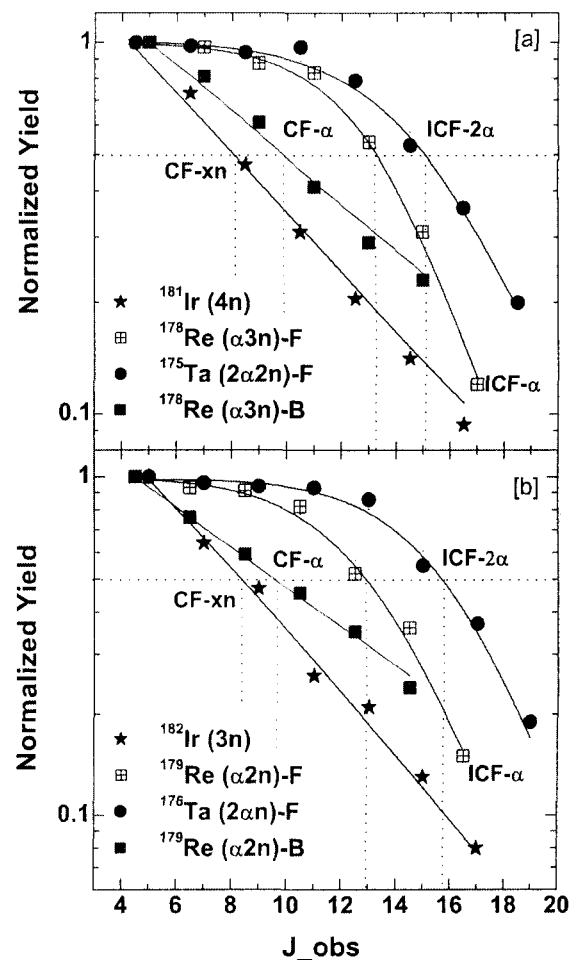 [a]
1
ICF-2α
CF-α
CF-xn
Normalized Yield
¹⁸¹Ir (4n)
¹⁷⁸Re (α3n)-F
¹⁷⁵Ta (2α2n)-F
¹⁷⁸Re (α3n)-B
ICF-α
0.1
[b]
1
ICF-2α
CF-α
CF-xn
Normalized Yield
¹⁸²Ir (3n)
¹⁷⁹Re (α2n)-F
¹⁷⁶Ta (2αn)-F
¹⁷⁹Re (α2n)-B
ICF-α
0.1
4 6 8 10 12 14 16 18 20
J_obs